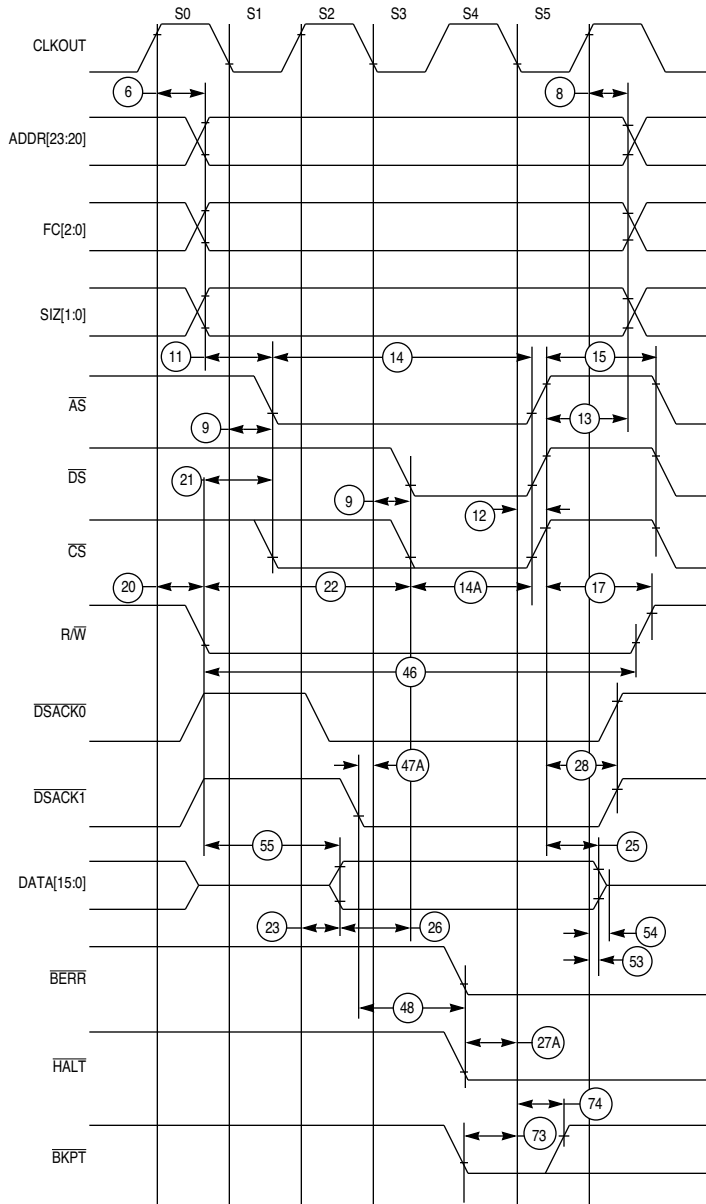 S0 S1 S2 S3 S4 S5
CLKOUT
6 8
ADDR[23:20]
FC[2:0]
SIZ[1:0]
11 14 15
AS
9 13
DS
21 9 12
CS
20 22 14A 17
R/W
46
DSACK0
47A 28
DSACK1
55 25
DATA[15:0]
23 26 54
53
BERR
48
27A
HALT
74
73
BKPT